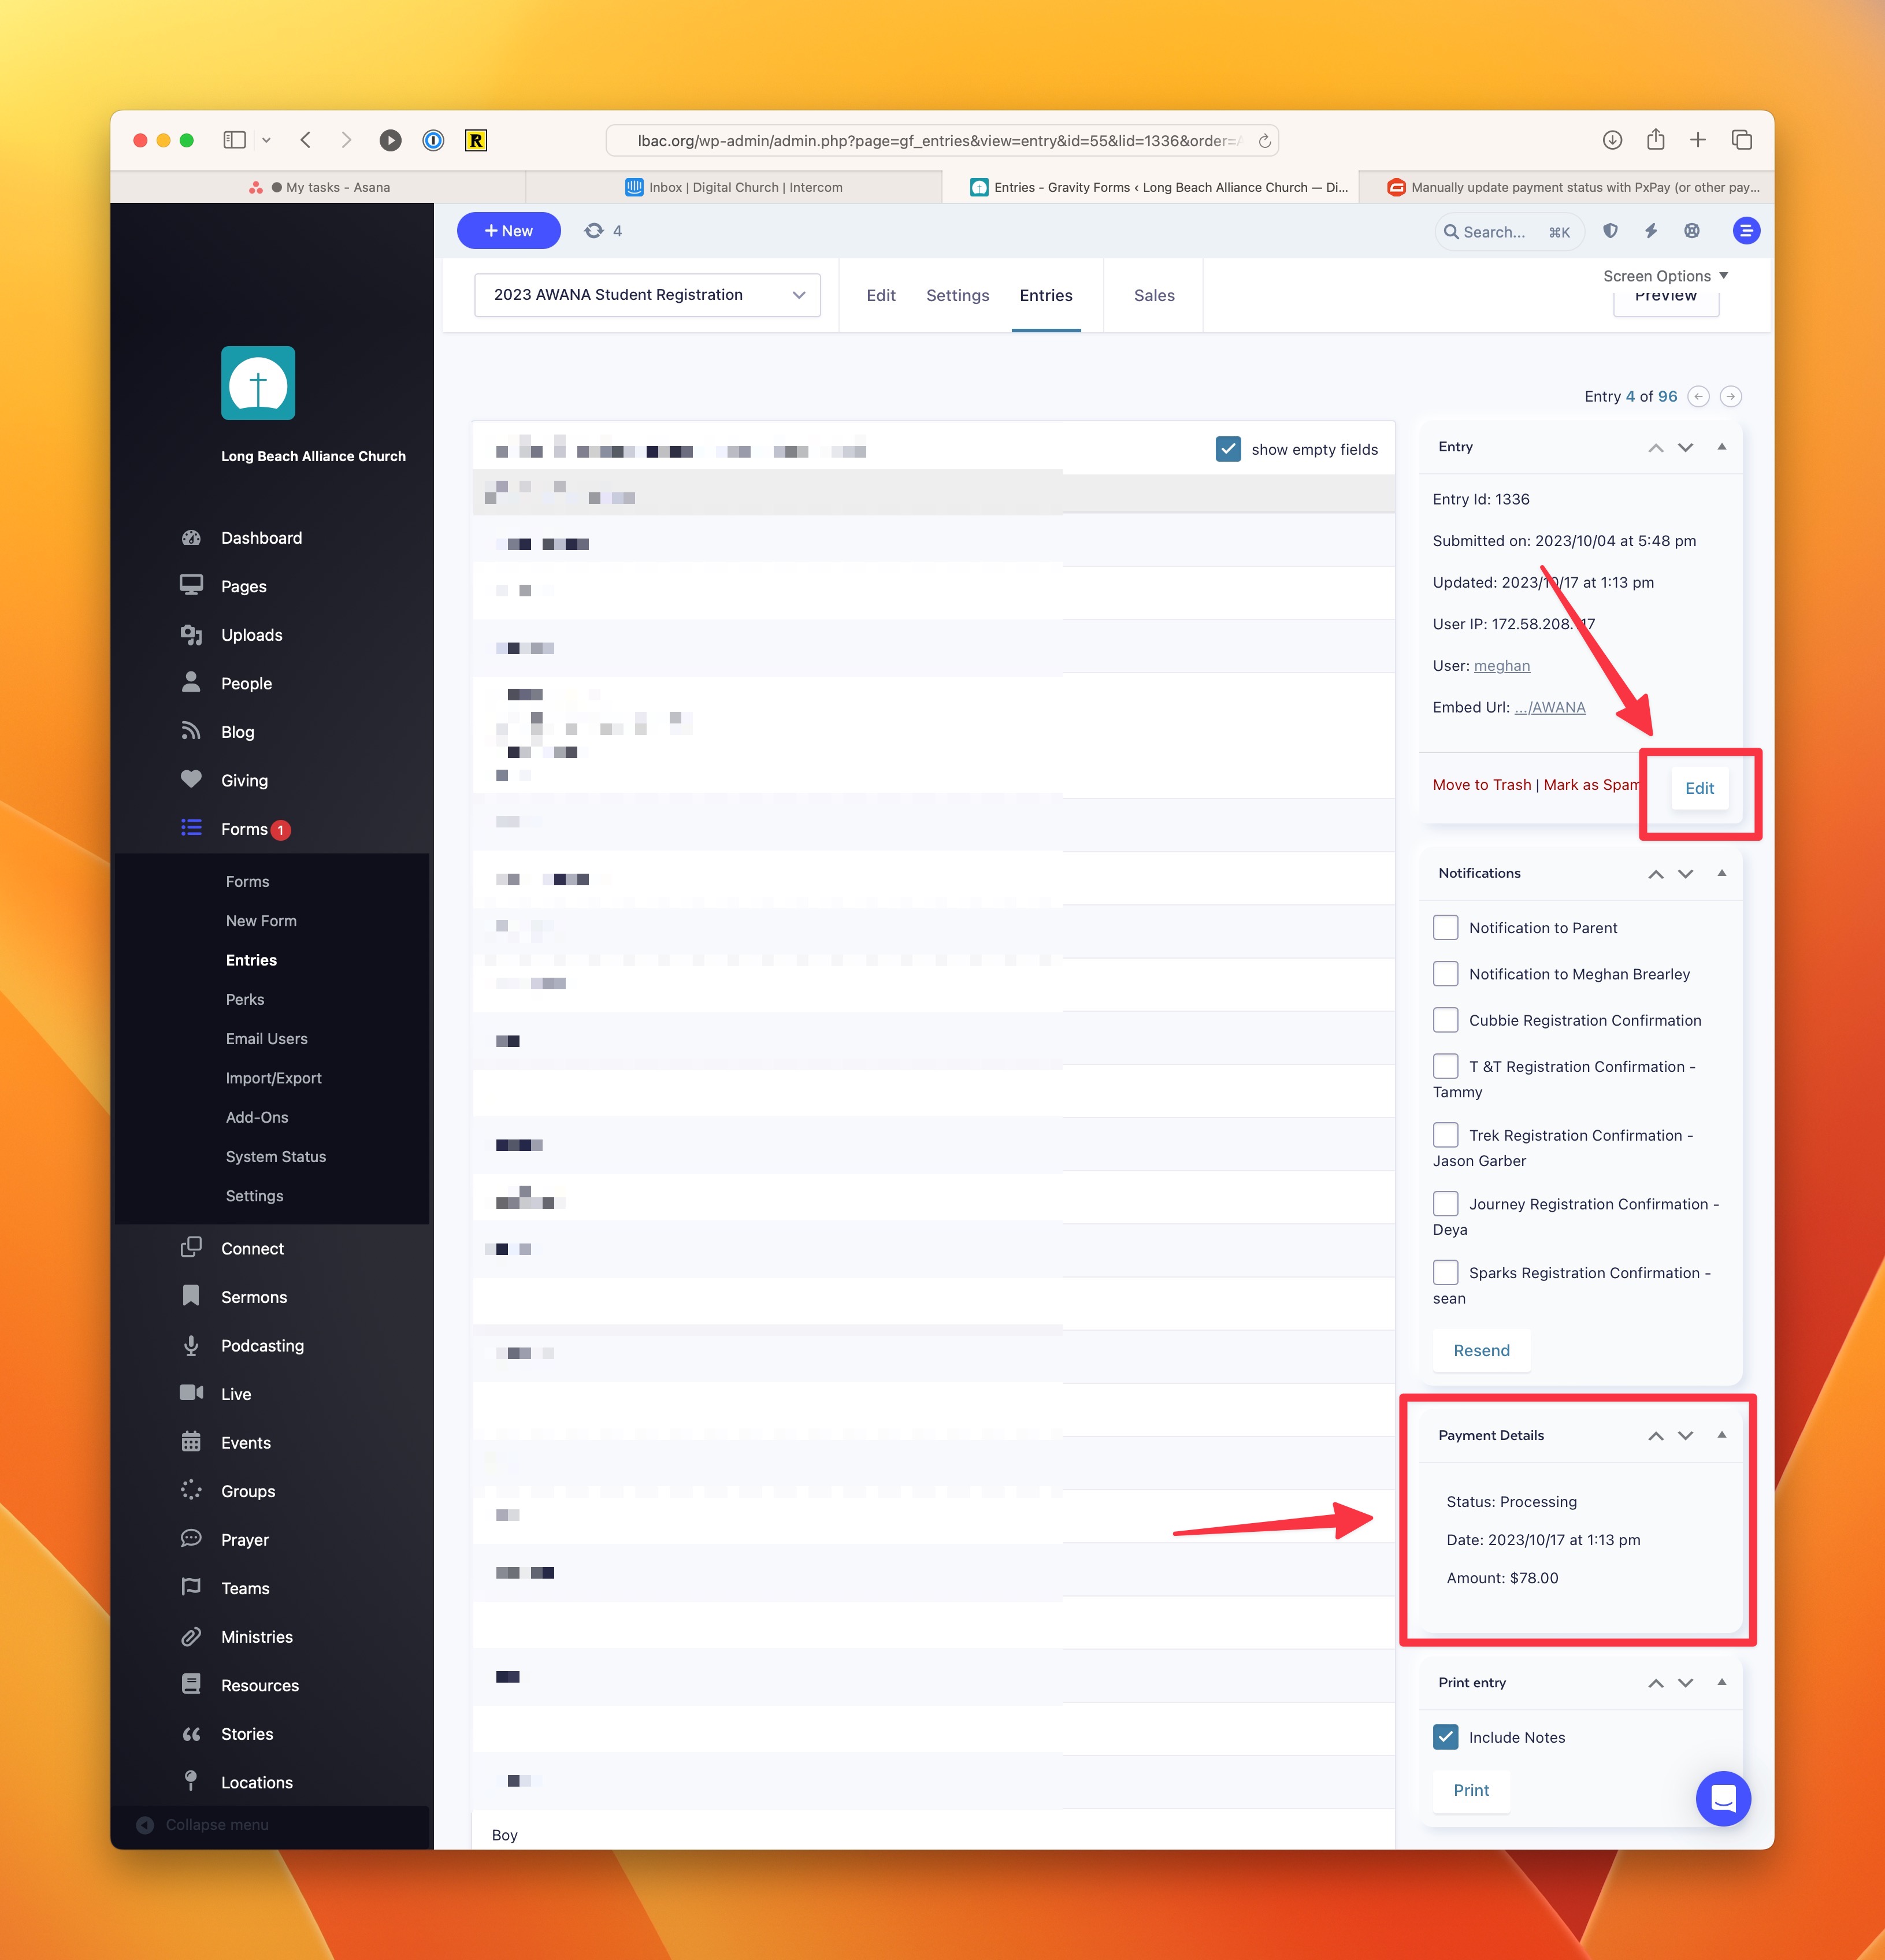 lbac.org/wp-admin/admin.php?page=gf_entries&view=entry&id=55&lid=1336&order=
My tasks - Asana
Inbox | Digital Church | Intercom
Entries - Gravity Forms ‹ Long Beach Alliance Church — Di...
Manually update payment status with PxPay (or other pay...
+ New
4
Search... ⌘K
Screen Options
2023 AWANA Student Registration
Edit
Settings
Entries
Sales
Preview
Long Beach Alliance Church
Dashboard
Pages
Uploads
People
Blog
Giving
Forms 1
Forms
New Form
Entries
Perks
Email Users
Import/Export
Add-Ons
System Status
Settings
Connect
Sermons
Podcasting
Live
Events
Groups
Prayer
Teams
Ministries
Resources
Stories
Locations
Collapse menu
Entry 4 of 96
show empty fields
Boy
Entry
Entry Id: 1336
Submitted on: 2023/10/04 at 5:48 pm
Updated: 2023/10/17 at 1:13 pm
User IP: 172.58.208.
User: meghan
Embed Url: .../AWANA
Move to Trash | Mark as Spam
Edit
Notifications
Notification to Parent
Notification to Meghan Brearley
Cubbie Registration Confirmation
T &T Registration Confirmation -
Tammy
Trek Registration Confirmation -
Jason Garber
Journey Registration Confirmation -
Deya
Sparks Registration Confirmation -
sean
Resend
Payment Details
Status: Processing
Date: 2023/10/17 at 1:13 pm
Amount: $78.00
Print entry
Include Notes
Print